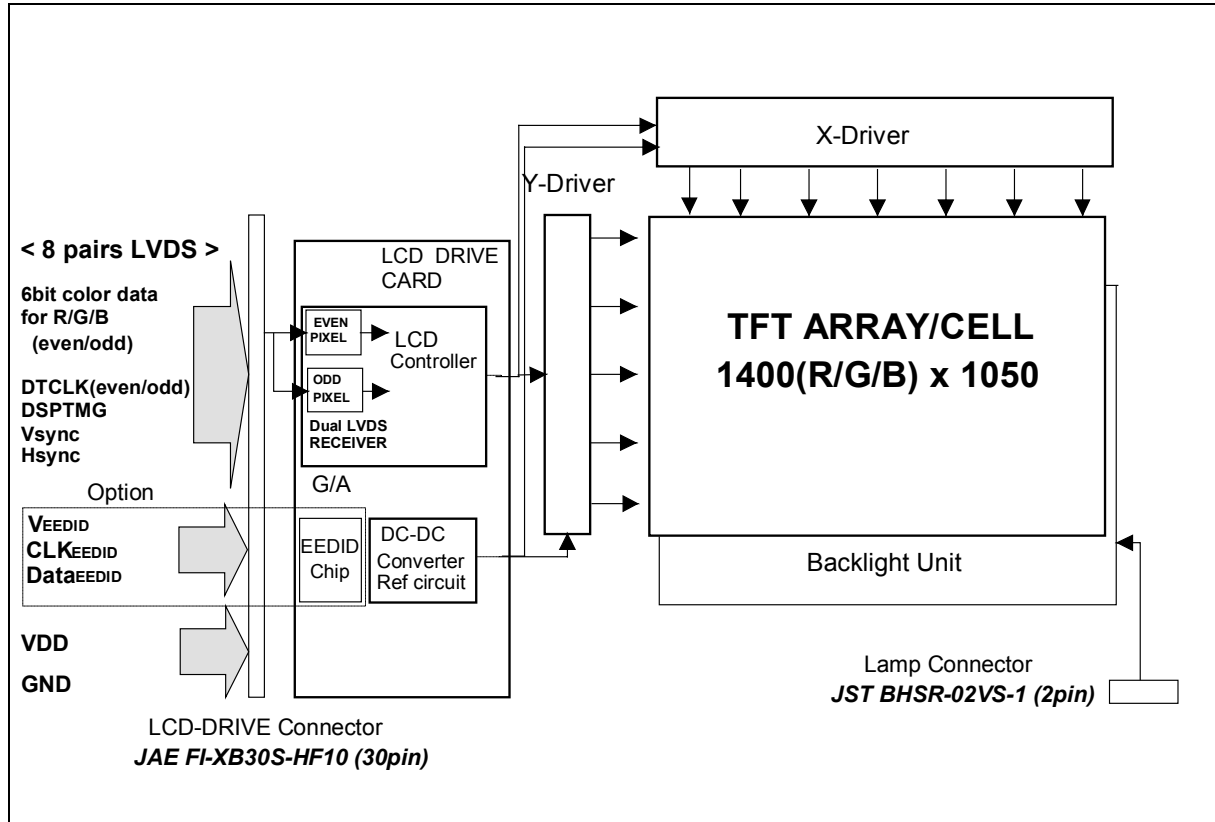 X-Driver
Y-Driver
< 8 pairs LVDS >
6bit color data
for R/G/B
(even/odd)
DTCLK(even/odd)
DSPTMG
Vsync
Hsync
LCD DRIVE
CARD
EVEN
PIXEL
LCD
Controller
ODD
PIXEL
Dual LVDS
RECEIVER
G/A
TFT ARRAY/CELL
1400(R/G/B) x 1050
Option
VEEDID
CLKEEDID
DataEEDID
EEDID
Chip
DC-DC
Converter
Ref circuit
Backlight Unit
VDD
GND
Lamp Connector
JST BHSR-02VS-1 (2pin)
LCD-DRIVE Connector
JAE FI-XB30S-HF10 (30pin)